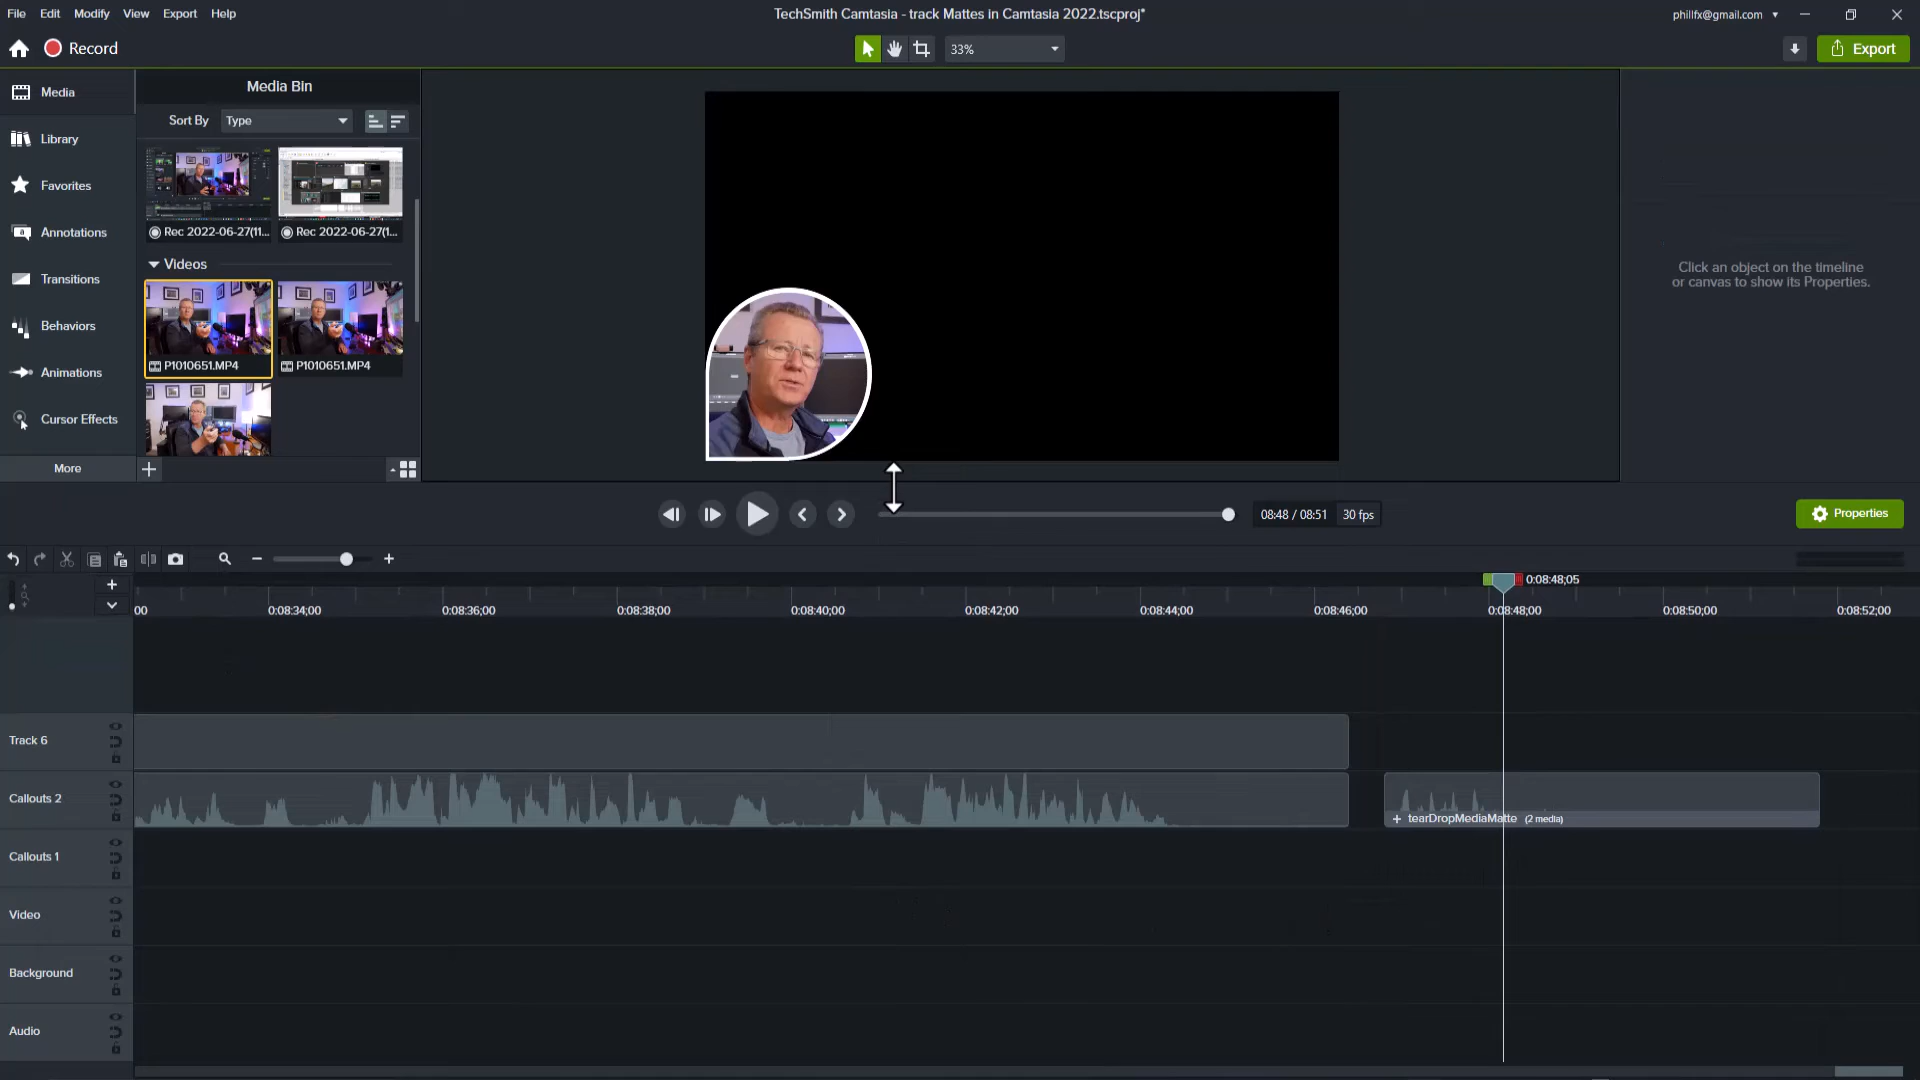 File Edit Modify View Export Help
TechSmith Camtasia - track Mattes in Camtasia 2022.tscproj*
phillfx@gmail.com
Record
33%
Export
Media
Library
Favorites
Annotations
Transitions
Behaviors
Animations
Cursor Effects
More
Media Bin
Sort By Type
Rec 2022-06-27(11...
Rec 2022-06-27(1...
Videos
P1010651.MP4
P1010651.MP4
Click an object on the timeline
or canvas to show its Properties.
08:48 / 08:51 30 fps
Properties
0:08:48;05
00 0:08:34;00 0:08:36;00 0:08:38;00 0:08:40;00 0:08:42;00 0:08:44;00 0:08:46;00 0:08:48;00 0:08:50;00 0:08:52;00
Track 6
Callouts 2
+ tearDropMediaMatte (2 media)
Callouts 1
Video
Background
Audio